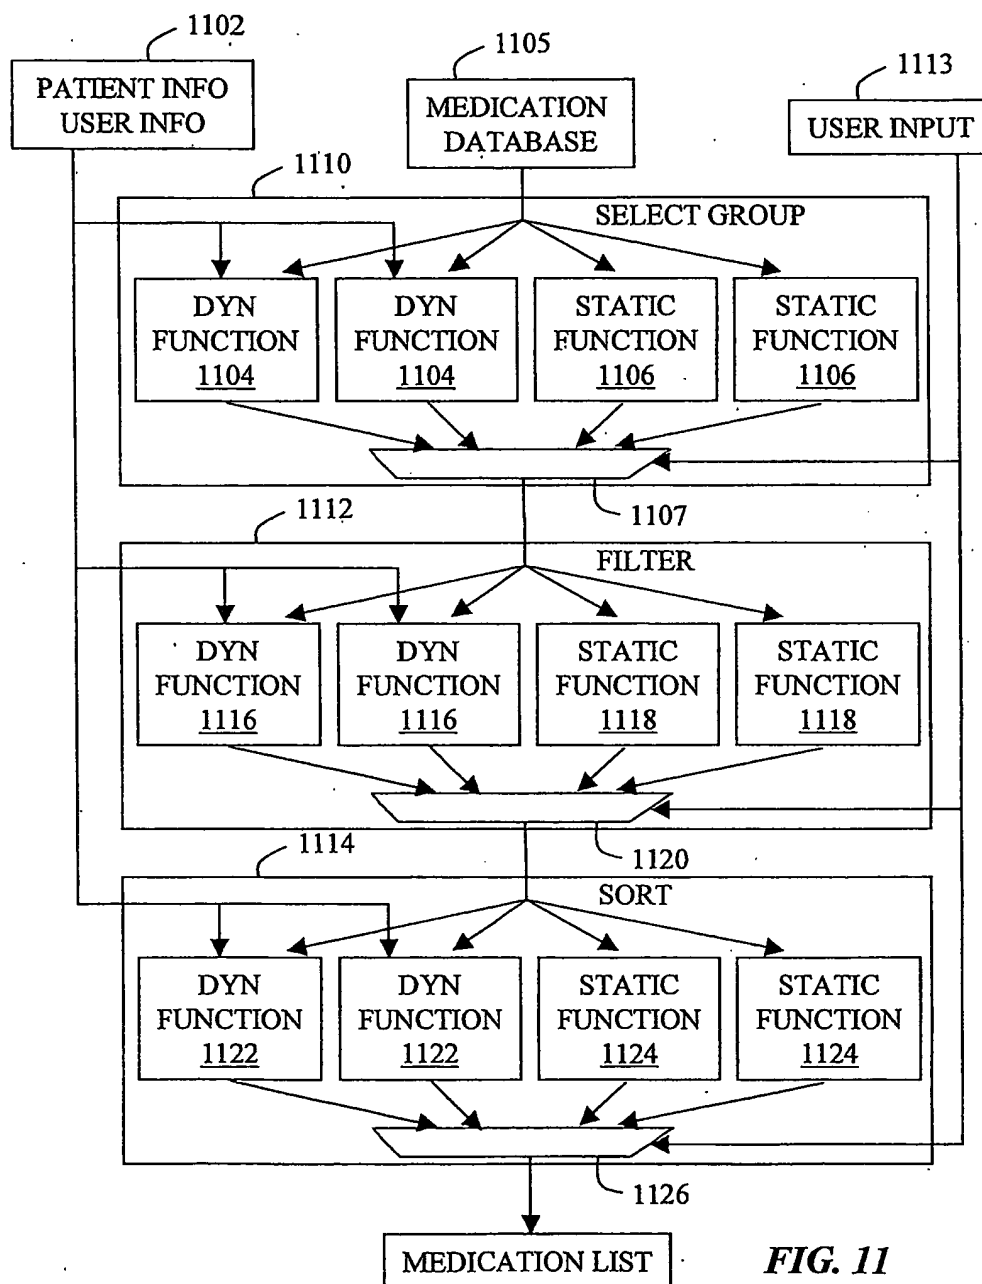 1102
PATIENT INFO
USER INFO
1105
MEDICATION
DATABASE
1113
USER INPUT
1110
SELECT GROUP
DYN
FUNCTION
1104
DYN
FUNCTION
1104
STATIC
FUNCTION
1106
STATIC
FUNCTION
1106
1107
1112
FILTER
DYN
FUNCTION
1116
DYN
FUNCTION
1116
STATIC
FUNCTION
1118
STATIC
FUNCTION
1118
1120
1114
SORT
DYN
FUNCTION
1122
DYN
FUNCTION
1122
STATIC
FUNCTION
1124
STATIC
FUNCTION
1124
1126
MEDICATION LIST
FIG. 11